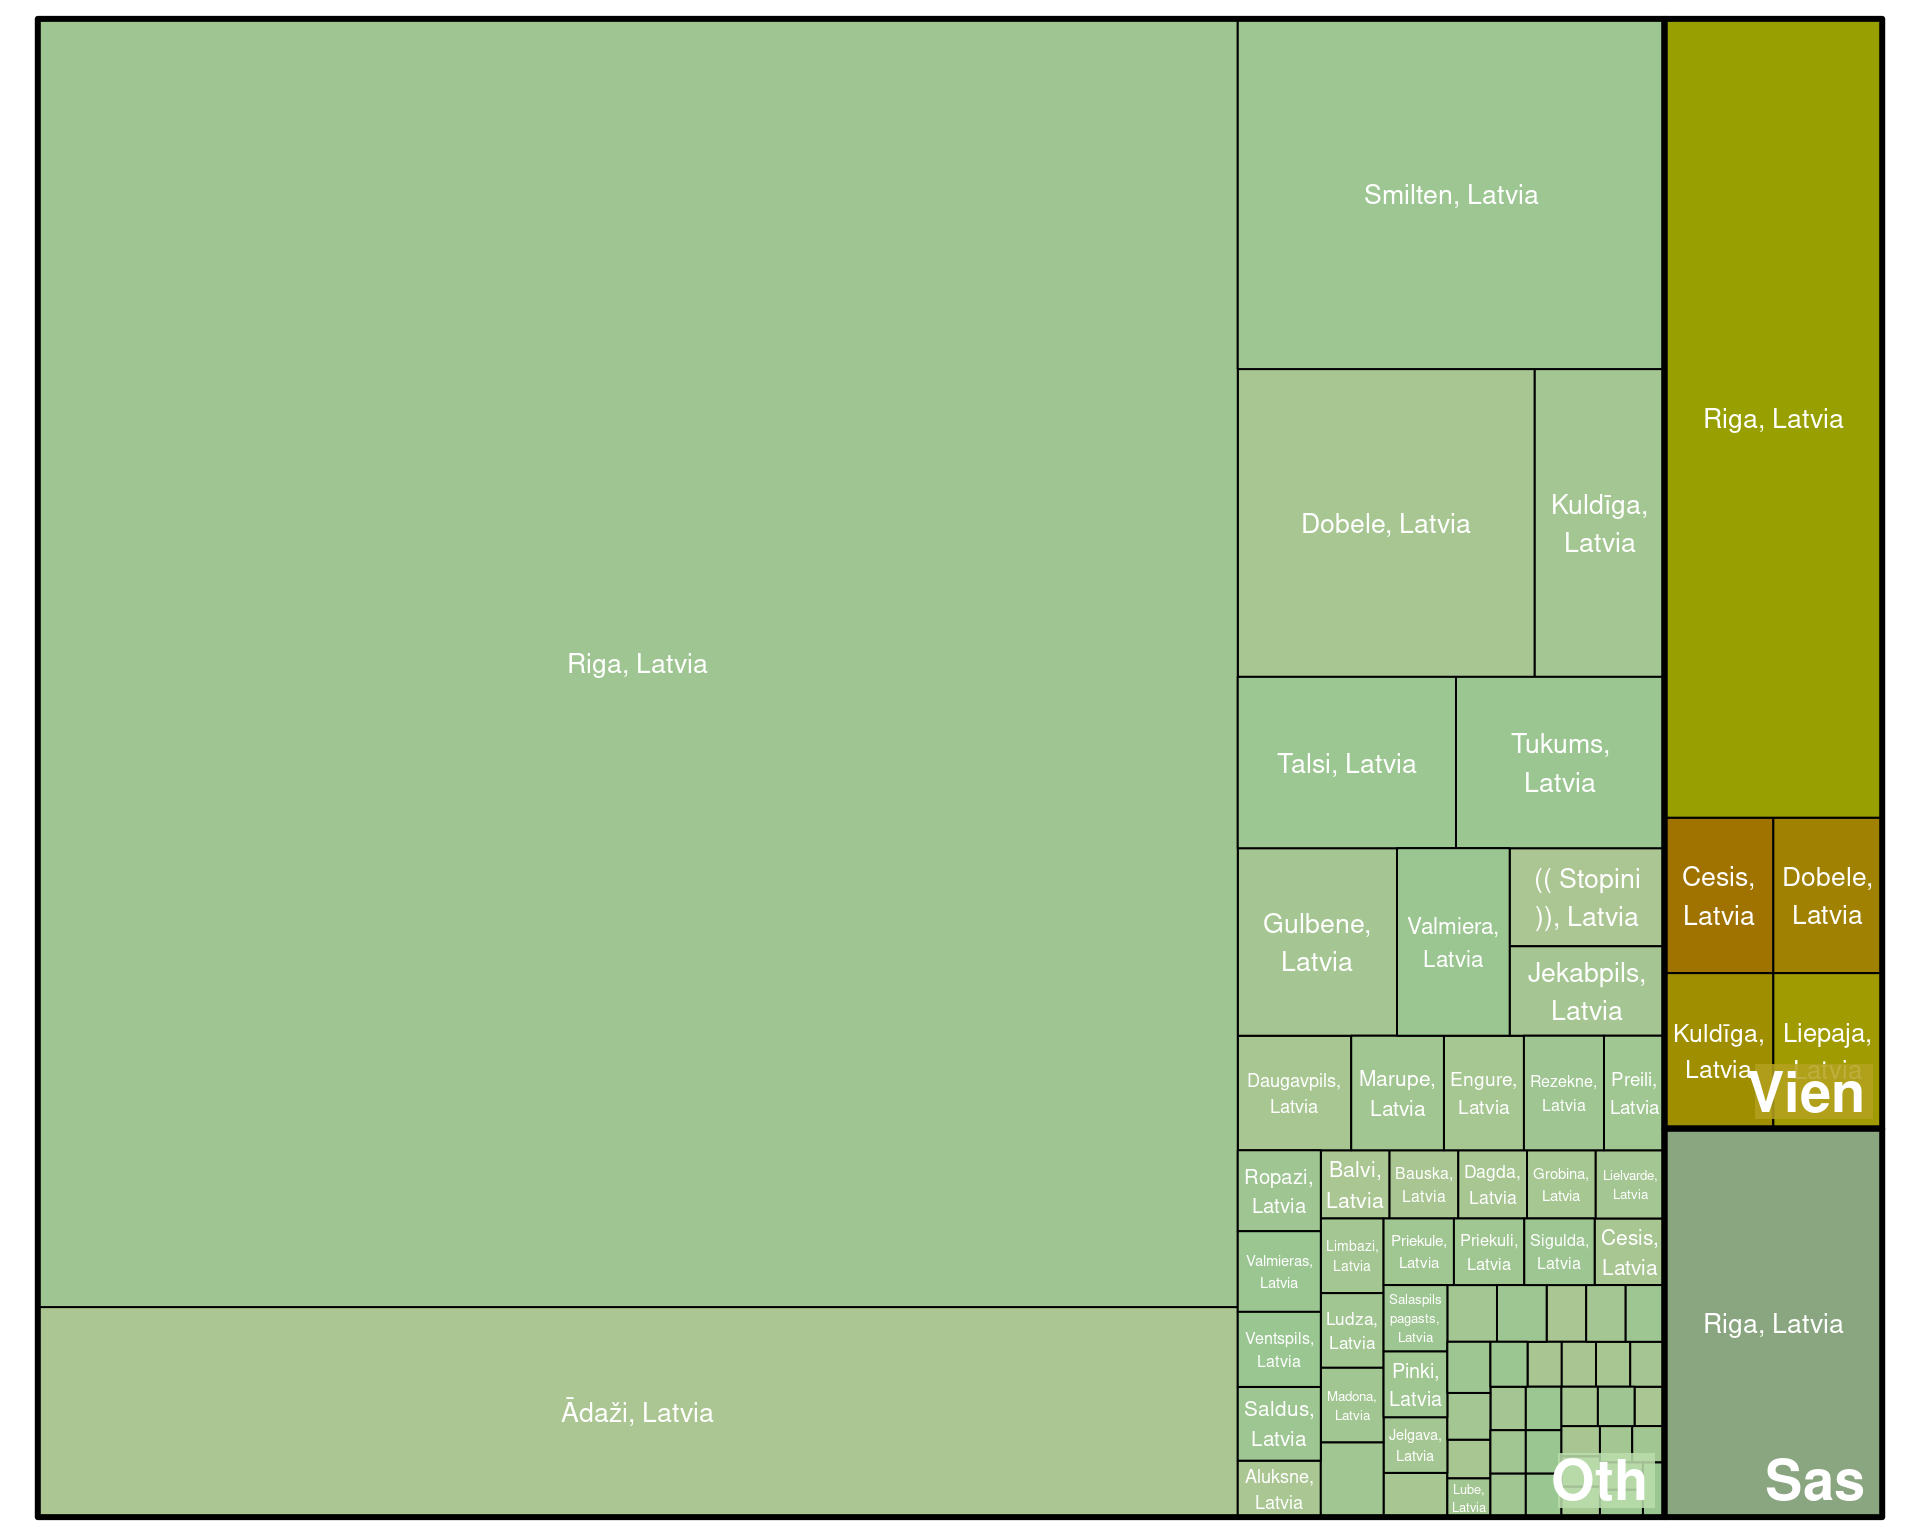 Riga, Latvia
Ādaži, Latvia
Smilten, Latvia
Dobele, Latvia
Kuldīga,
Latvia
Talsi, Latvia
Tukums,
Latvia
Gulbene,
Latvia
Valmiera,
Latvia
(( Stopini
)), Latvia
Jekabpils,
Latvia
Daugavpils,
Latvia
Marupe,
Latvia
Engure,
Latvia
Rezekne,
Latvia
Preili,
Latvia
Ropazi,
Latvia
Valmieras,
Latvia
Ventspils,
Latvia
Saldus,
Latvia
Aluksne,
Latvia
Balvi,
Latvia
Bauska,
Latvia
Dagda,
Latvia
Grobina,
Latvia
Lielvarde,
Latvia
Limbazi,
Latvia
Ludza,
Latvia
Madona,
Latvia
Priekule,
Latvia
Priekuli,
Latvia
Sigulda,
Latvia
Cesis,
Latvia
Salaspils
pagasts,
Latvia
Pinki,
Latvia
Jelgava,
Latvia
Lube,
Latvia
Oth
Riga, Latvia
Cesis,
Latvia
Dobele,
Latvia
Kuldīga,
Latvia
Liepaja,
Latvia
Vien
Riga, Latvia
Sas